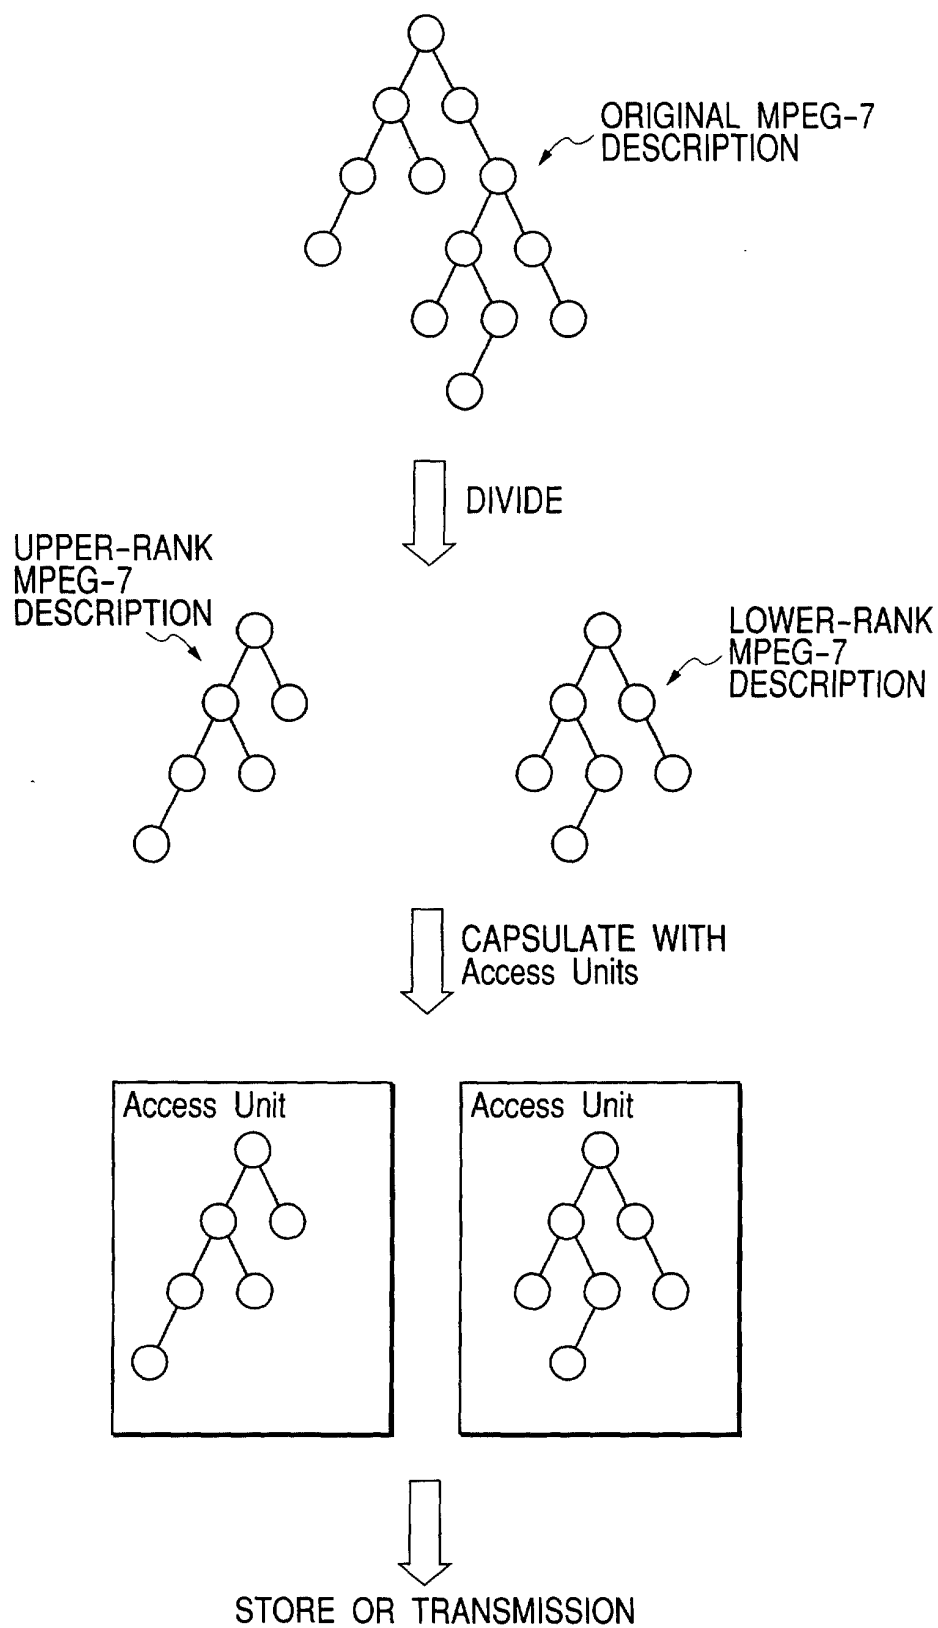 ORIGINAL MPEG-7
DESCRIPTION
DIVIDE
UPPER-RANK
MPEG-7
DESCRIPTION
LOWER-RANK
MPEG-7
DESCRIPTION
CAPSULATE WITH
Access Units
Access Unit
Access Unit
STORE OR TRANSMISSION